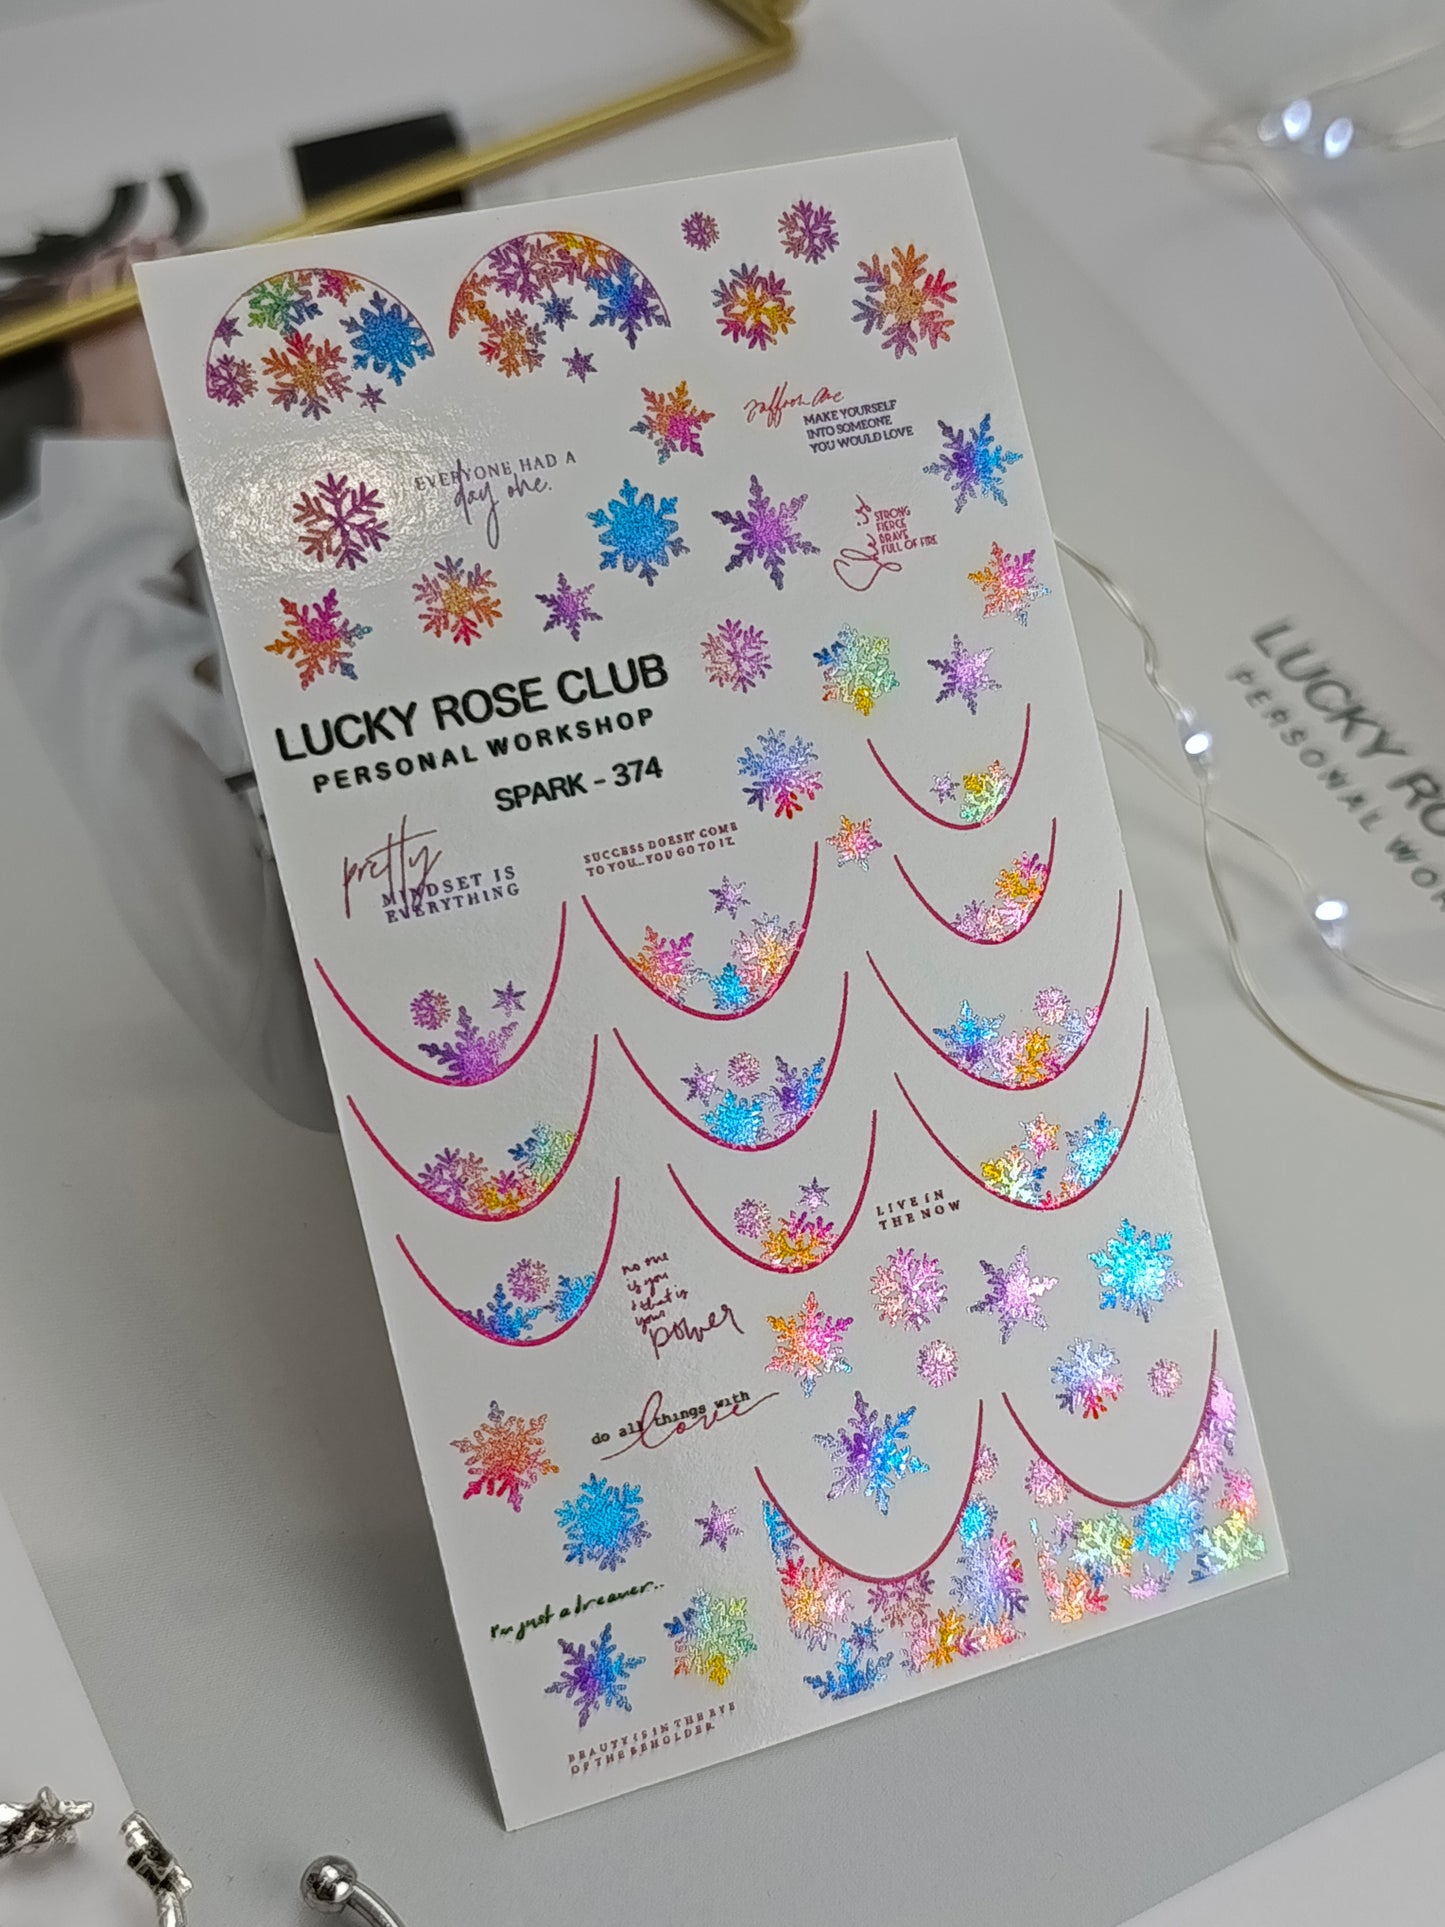 MAKE YOURSELF
INTO SOMEONE
YOU WOULD LOVE
EVERYONE HAD A
day one.
STRONG
FIERCE
BRAVE
FULL OF FIRE
LUCKY ROSE CLUB
PERSONAL WORKSHOP
SPARK - 374
pretty
MINDSET IS
EVERYTHING
SUCCESS DOESN'T COME
TO YOU...YOU GO TO IT.
LIVE IN
THE NOW
no one
is you
& that is
your
power
do all things with
love
I'm just a dreamer..
BEAUTY IS IN THE EYE
OF THE BEHOLDER.
LUCKY RO
PERSONAL WOR